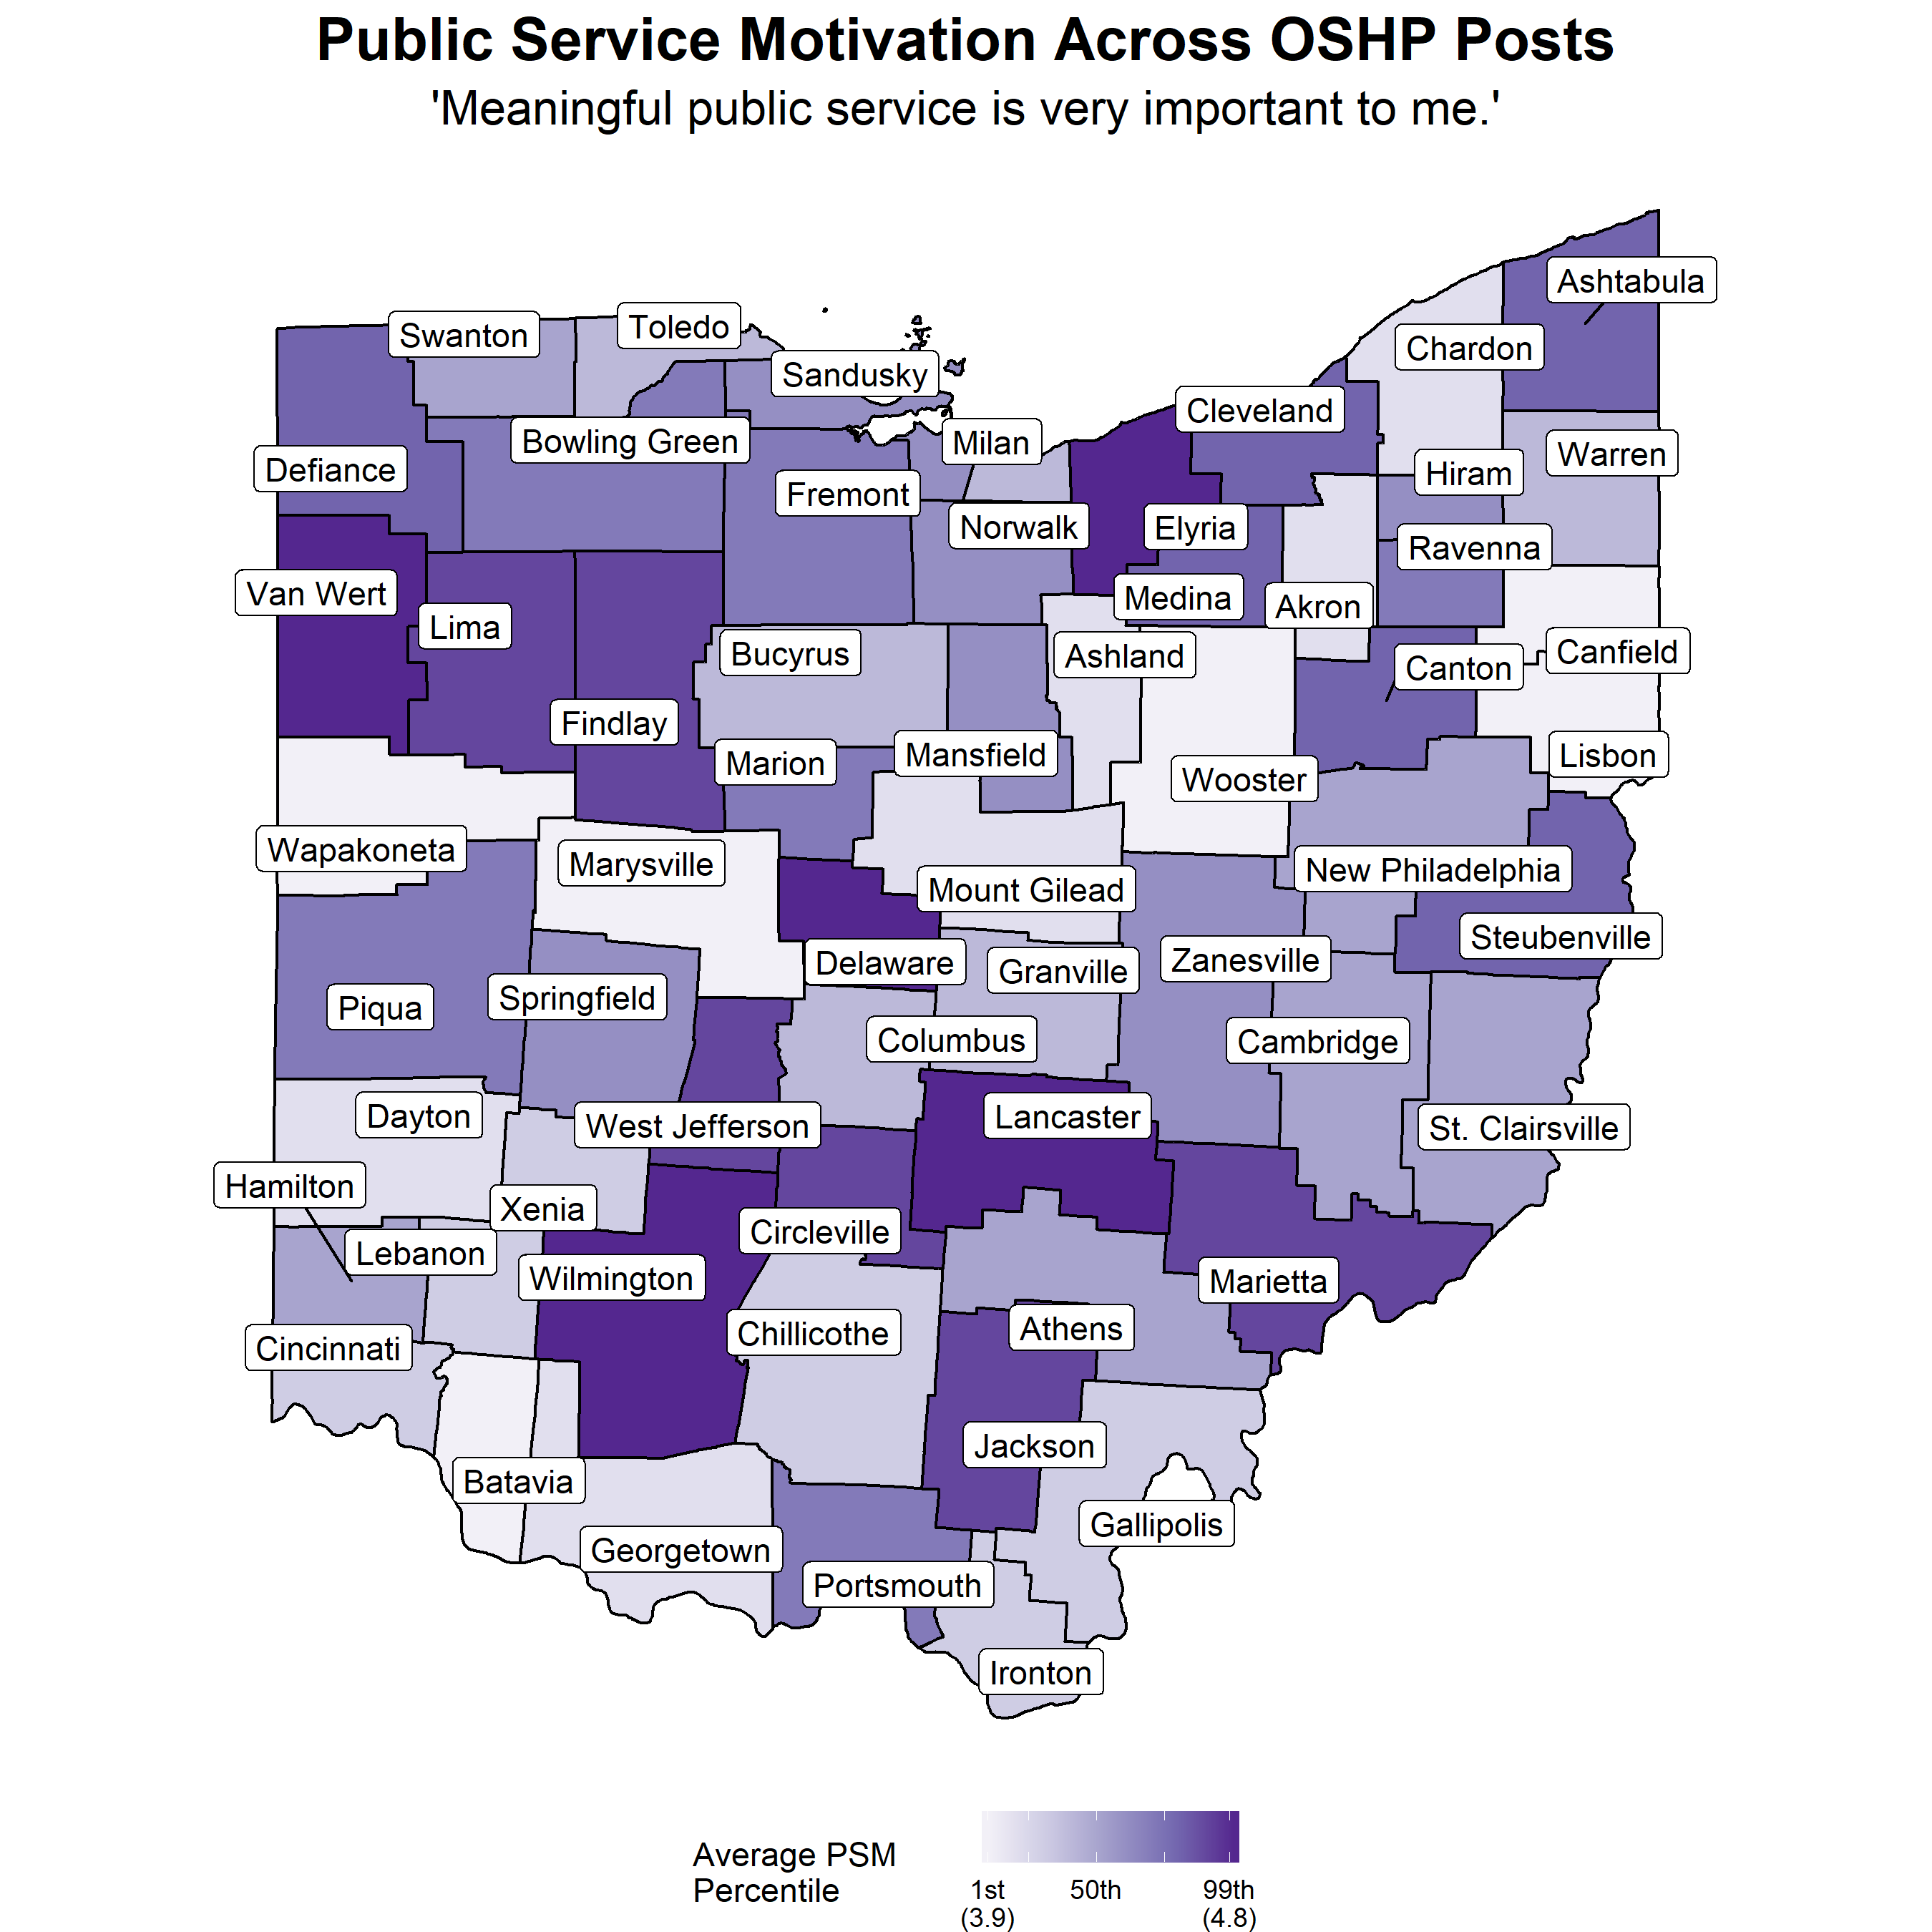 Public Service Motivation Across OSHP Posts
'Meaningful public service is very important to me.'
Ashtabula
Swanton
Toledo
Chardon
Sandusky
Cleveland
Bowling Green
Milan
Warren
Defiance
Hiram
Fremont
Norwalk
Elyria
Ravenna
Van Wert
Medina
Akron
Lima
Bucyrus
Ashland
Canton
Canfield
Findlay
Marion
Mansfield
Lisbon
Wooster
Wapakoneta
Marysville
New Philadelphia
Mount Gilead
Steubenville
Delaware
Granville
Zanesville
Piqua
Springfield
Columbus
Cambridge
Dayton
West Jefferson
Lancaster
St. Clairsville
Hamilton
Xenia
Circleville
Lebanon
Wilmington
Marietta
Cincinnati
Chillicothe
Athens
Jackson
Batavia
Gallipolis
Georgetown
Portsmouth
Ironton
Average PSM
Percentile
1st
(3.9)
50th
99th
(4.8)